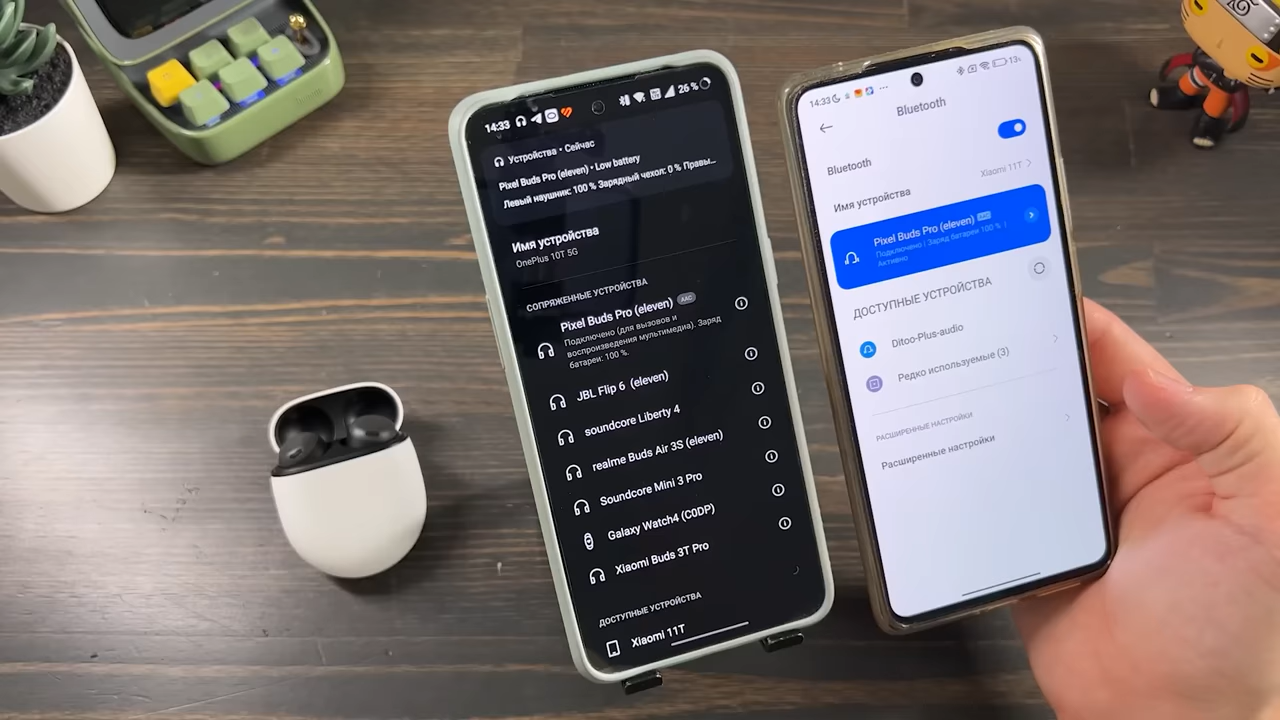 14:33
26 %
Устройства • Сейчас
Pixel Buds Pro (eleven) • Low battery
Левый наушник: 100 % Зарядный чехол: 0 % Правы...
Имя устройства
OnePlus 10T 5G
СОПРЯЖЕННЫЕ УСТРОЙСТВА
Pixel Buds Pro (eleven) AAC
Подключено (для вызовов и
воспроизведения мультимедиа). Заряд
батареи: 100 %.
JBL Flip 6 (eleven)
soundcore Liberty 4
realme Buds Air 3S (eleven)
Soundcore Mini 3 Pro
Galaxy Watch4 (C0DP)
Xiaomi Buds 3T Pro
ДОСТУПНЫЕ УСТРОЙСТВА
Xiaomi 11T
14:33
13%
Bluetooth
Bluetooth
Имя устройства
Xiaomi 11T
Pixel Buds Pro (eleven) AAC
Подключено | Заряд батареи 100 % |
Активно
ДОСТУПНЫЕ УСТРОЙСТВА
Ditoo-Plus-audio
Редко используемые (3)
РАСШИРЕННЫЕ НАСТРОЙКИ
Расширенные настройки